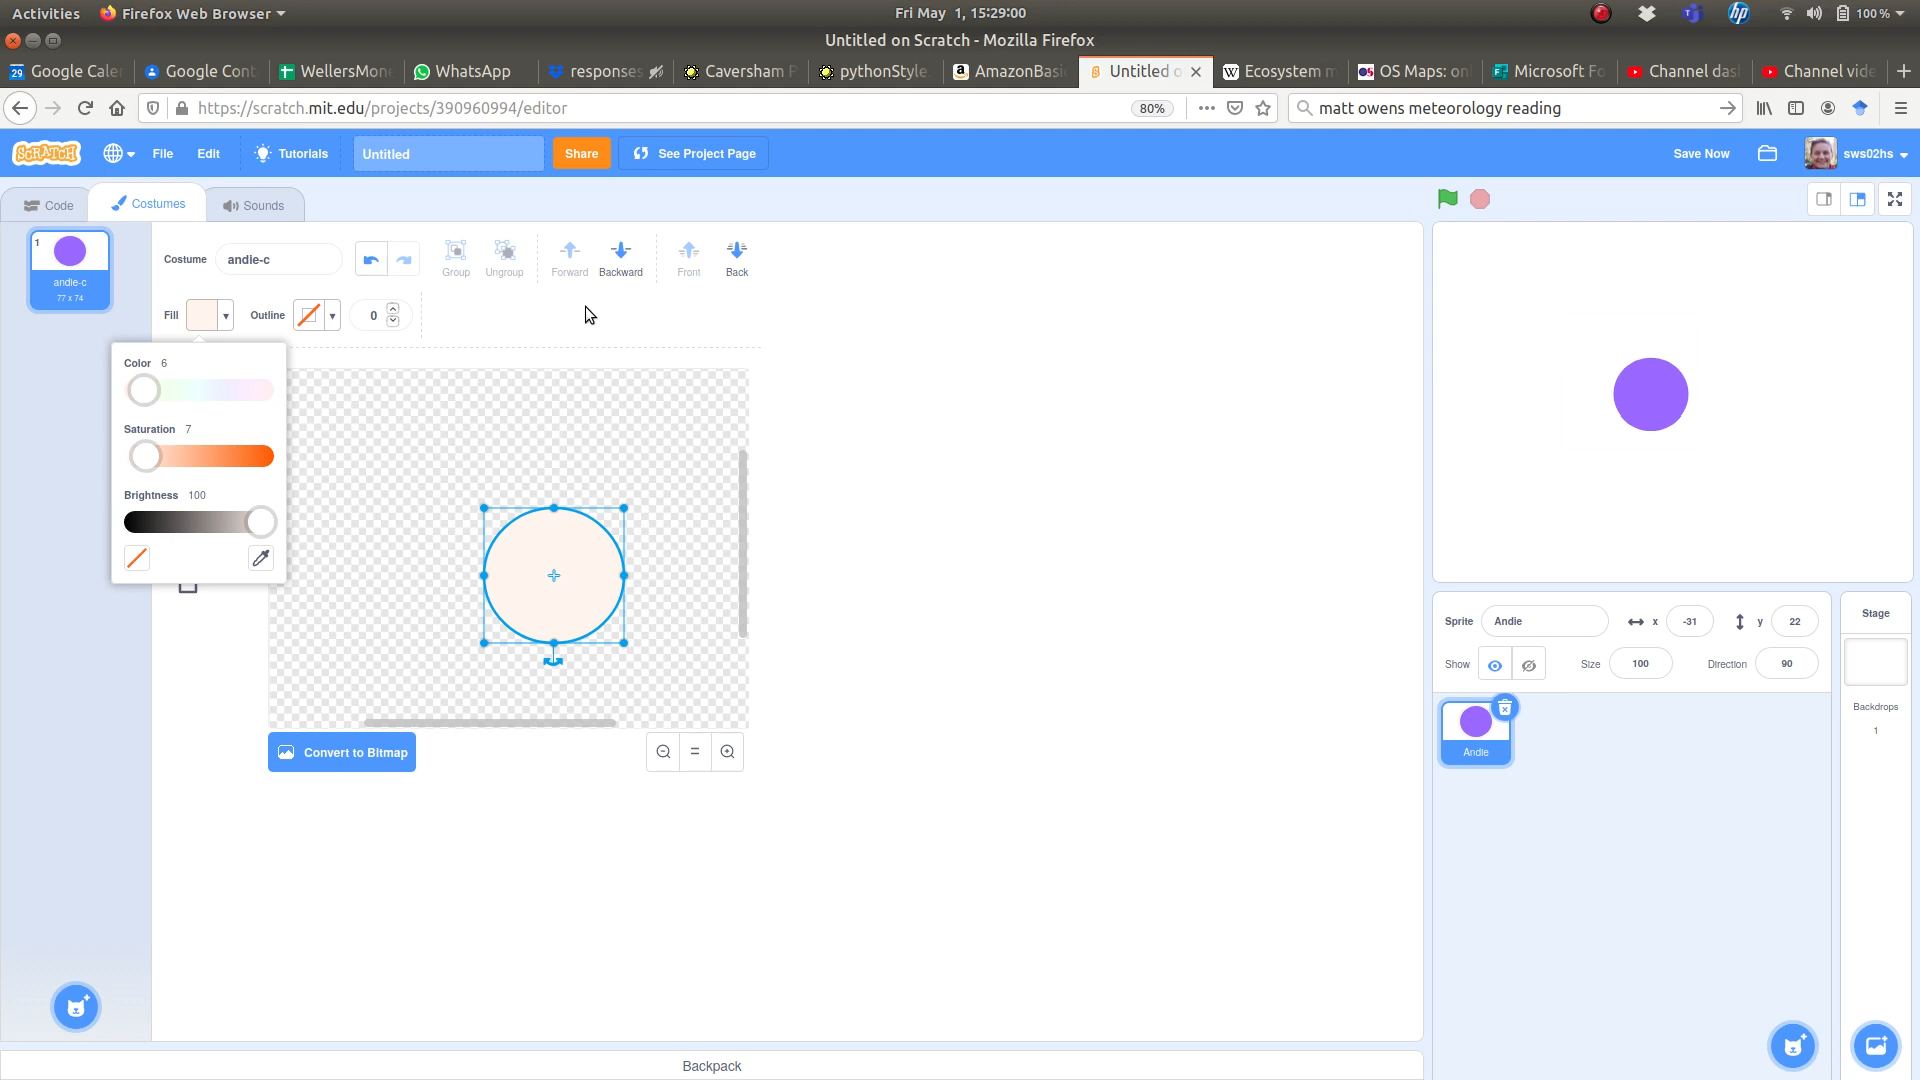 Activities Firefox Web Browser Fri May 1, 15:29:00 100 %
Untitled on Scratch - Mozilla Firefox
29 Google Cale Google Cont WellersMone WhatsApp responses Caversham P pythonStyle AmazonBasi Untitled o Ecosystem m OS Maps: on Microsoft Fo Channel das Channel vide
https://scratch.mit.edu/projects/390960994/editor 80% matt owens meteorology reading
SCRATCH File Edit Tutorials Untitled Share See Project Page Save Now sws02hs
Code Costumes Sounds
1
andie-c
77 x 74
Costume andie-c Group Ungroup Forward Backward Front Back
Fill Outline 0
Color 6
Saturation 7
Brightness 100
Convert to Bitmap
Sprite Andie x -31 y 22
Show Size 100 Direction 90
Andie
Stage
Backdrops
1
Backpack